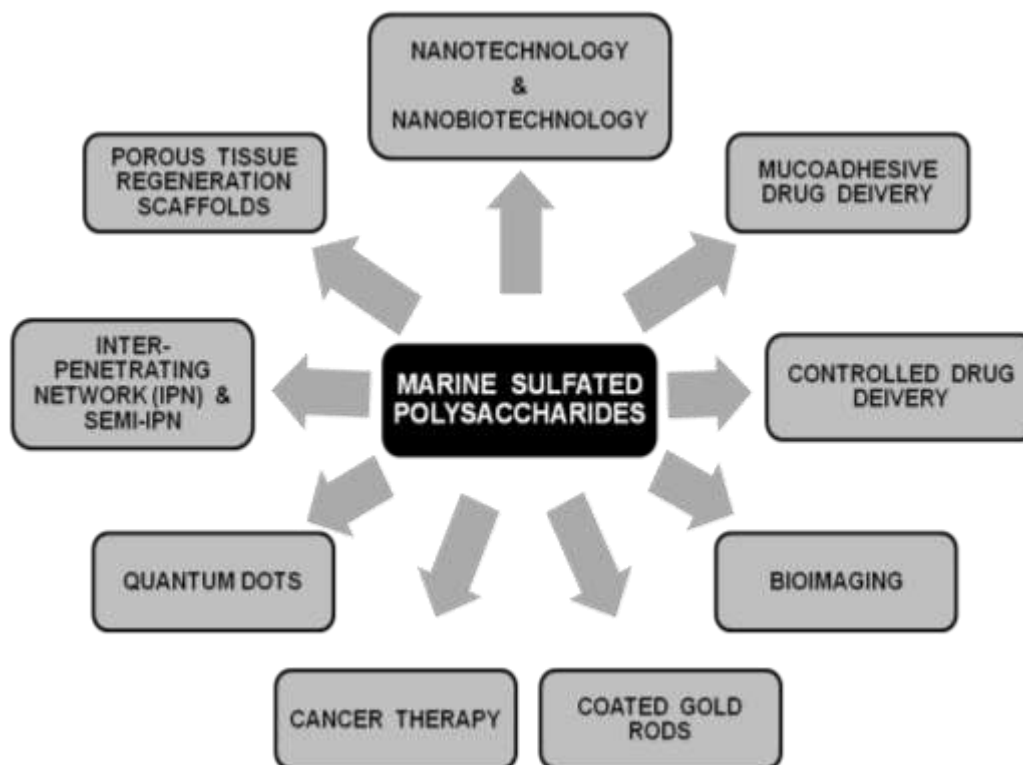 NANOTECHNOLOGY
&
NANOBIOTECHNOLOGY
POROUS TISSUE
REGENERATION
SCAFFOLDS
MUCOADHESIVE
DRUG DEIVERY
INTER-
PENETRATING
NETWORK (IPN) &
SEMI-IPN
MARINE SULFATED
POLYSACCHARIDES
CONTROLLED DRUG
DEIVERY
QUANTUM DOTS
BIOIMAGING
CANCER THERAPY
COATED GOLD
RODS